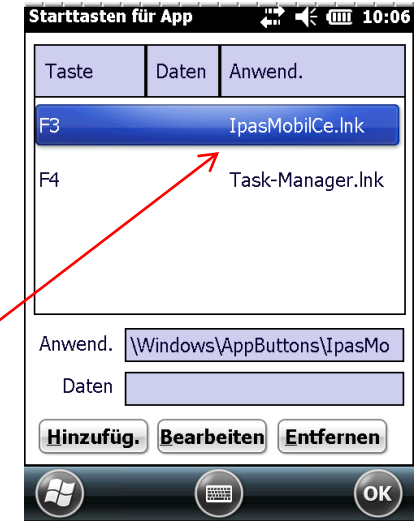 Starttasten für App 10:06
Taste Daten Anwend.
F3 IpasMobilCe.lnk
F4 Task-Manager.lnk
Anwend. \Windows\AppButtons\IpasMo
Daten
Hinzufüg. Bearbeiten Entfernen
OK